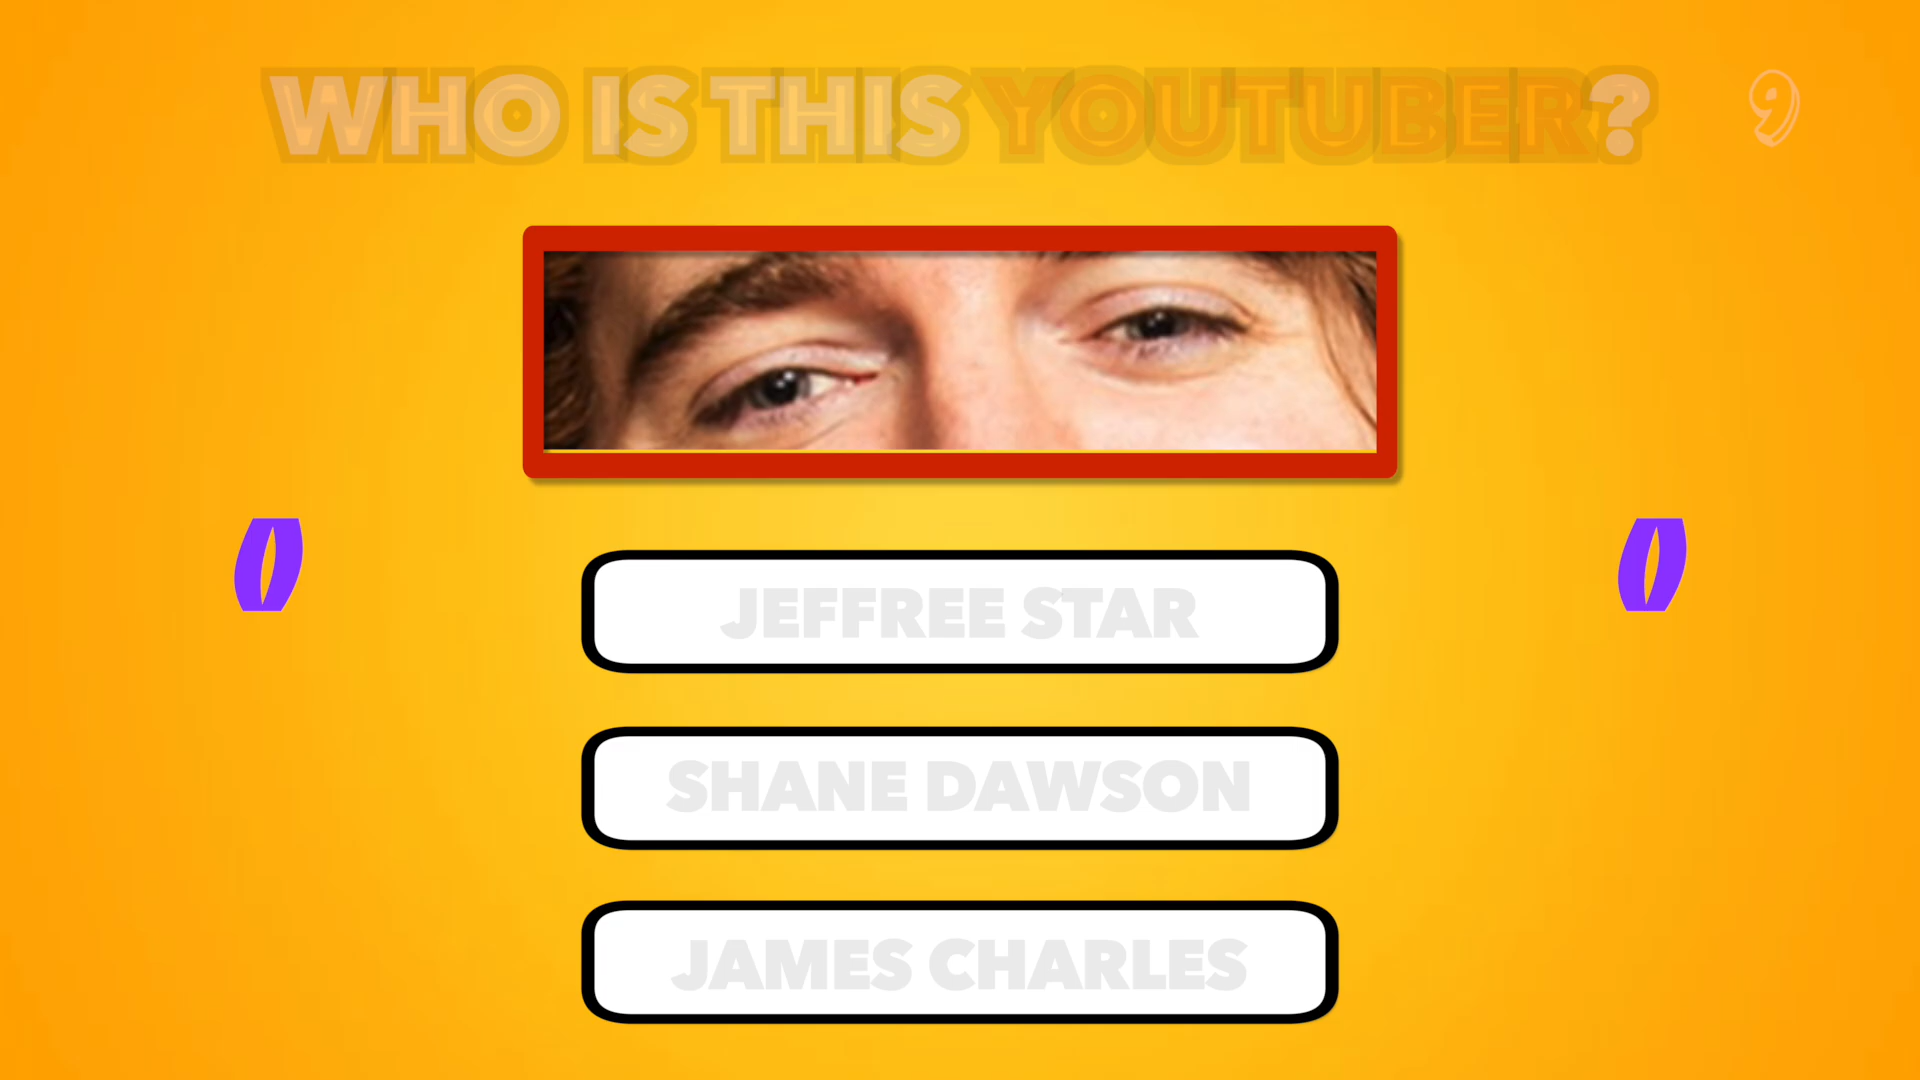 WHO IS THIS YOUTUBER?
9
0 0
JEFFREE STAR
SHANE DAWSON
JAMES CHARLES